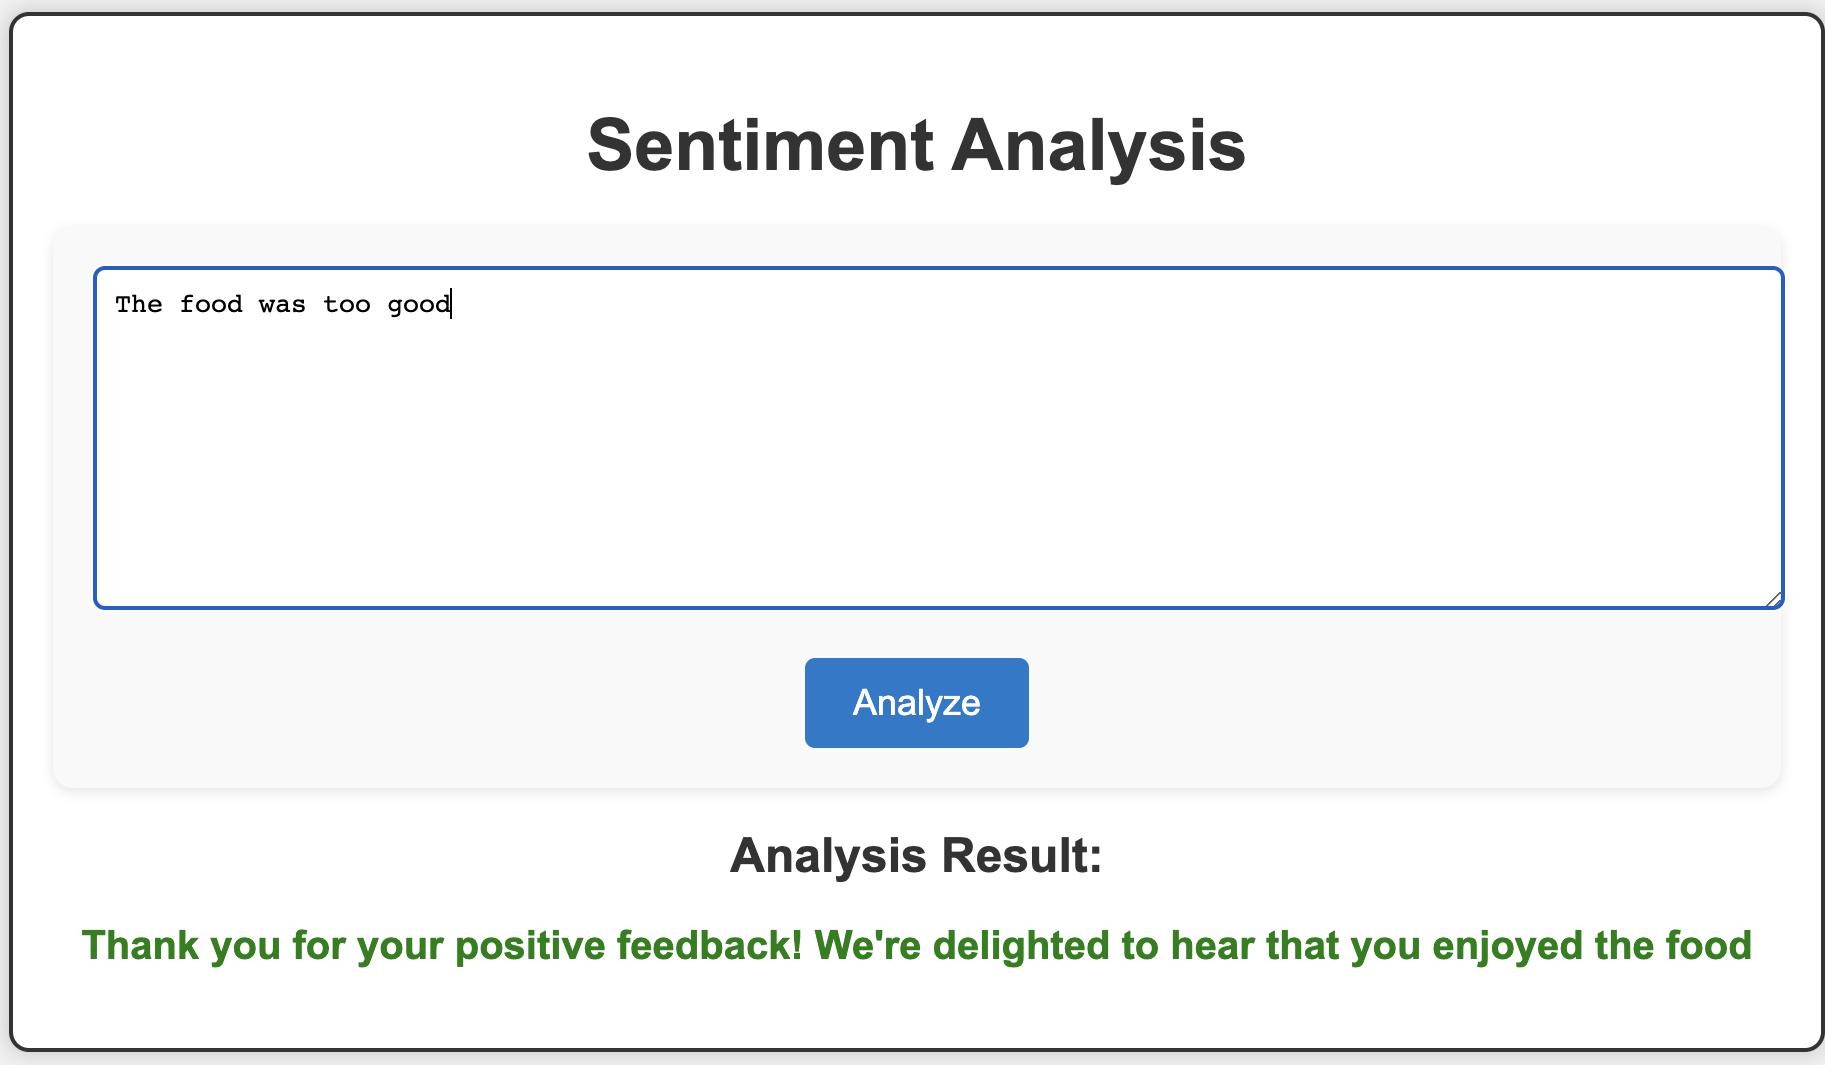 Sentiment Analysis
The food was too good
Analyze
Analysis Result:
Thank you for your positive feedback! We're delighted to hear that you enjoyed the food